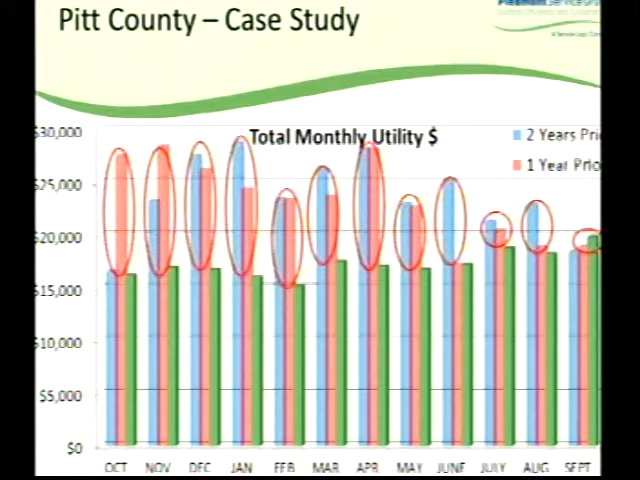 Pitt County – Case Study
Total Monthly Utility $
2 Years Pri
1 Year Prio
$30,000
$25,000
$20,000
$15,000
$10,000
$5,000
$0
OCT NOV DEC JAN FEB MAR APR MAY JUNE JULY AUG SEPT